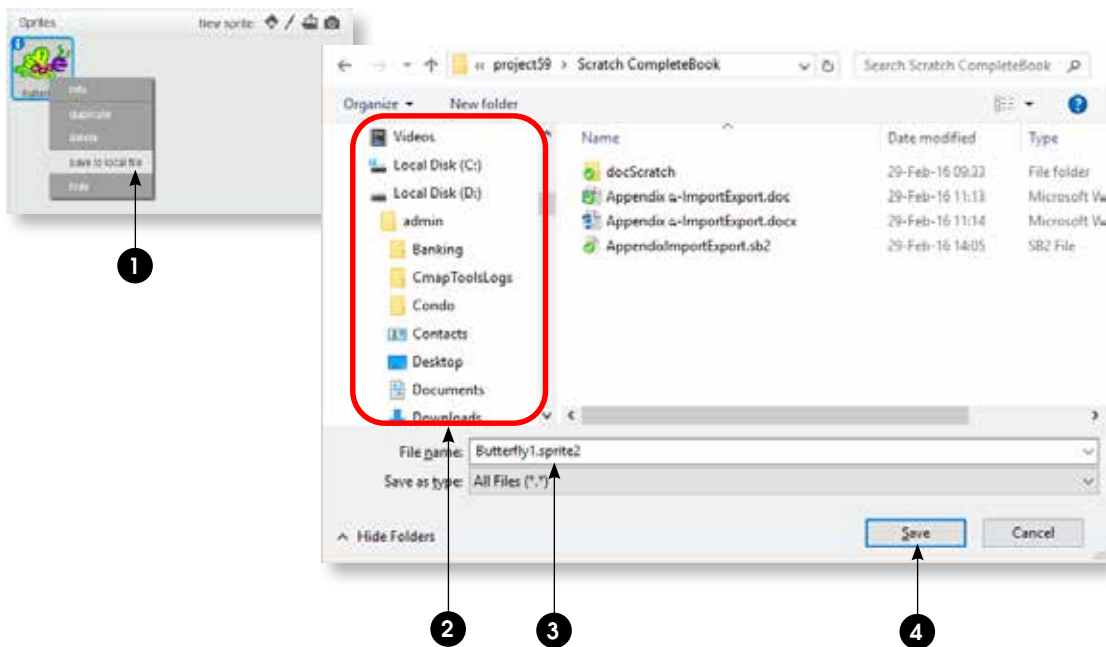 Sprites New sprite:
info
duplicate
delete
save to local file
hide
1
« project59 › Scratch CompleteBook
Search Scratch CompleteBook
Organize New folder
Videos
Local Disk (C:)
Local Disk (D:)
admin
Banking
CmapToolsLogs
Condo
Contacts
Desktop
Documents
Downloads
Name Date modified Type
docScratch 29-Feb-16 09:33 File folder
Appendix a-ImportExport.doc 29-Feb-16 11:13 Microsoft
Appendix a-ImportExport.docx 29-Feb-16 11:14 Microsoft
AppendixImportExport.sb2 29-Feb-16 14:05 SB2 File
File name: Butterfly1.sprite2
Save as type: All Files (*.*)
Hide Folders Save Cancel
2 3 4